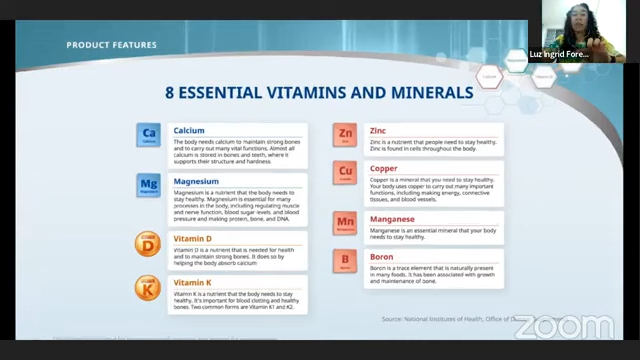 Luz Ingrid Fore...
PRODUCT FEATURES
8 ESSENTIAL VITAMINS AND MINERALS
Ca
Calcium
Calcium
The body needs calcium to maintain strong bones
and to carry out many vital functions. Almost all
calcium is stored in bones and teeth, where it
supports their structure and hardness.
Mg
Magnesium
Magnesium
Magnesium is a nutrient that the body needs to
stay healthy. Magnesium is essential for many
processes in the body, including regulating muscle
and nerve function, blood sugar levels, and blood
pressure and making protein, bone, and DNA.
D
Vitamin D
Vitamin D is a nutrient that is needed for health
and to maintain strong bones. It does so by
helping the body absorb calcium
K
Vitamin K
Vitamin K is a nutrient that the body needs to stay
healthy. It's important for blood clotting and healthy
bones. Two common forms are Vitamin K1 and K2.
Zn
Zinc
Zinc
Zinc is a nutrient that people need to stay healthy.
Zinc is found in cells throughout the body.
Cu
Copper
Copper is a mineral that you need to stay healthy.
Your body uses copper to carry out many important
functions, including making energy, connective
tissues, and blood vessels.
Mn
Manganese
Manganese is an essential mineral that your body
needs to stay healthy.
B
Boron
Boron
Boron is a trace element that is naturally present
in many foods. It has been associated with growth
and maintenance of bone.
Source: National Institutes of Health, Office of
zoom